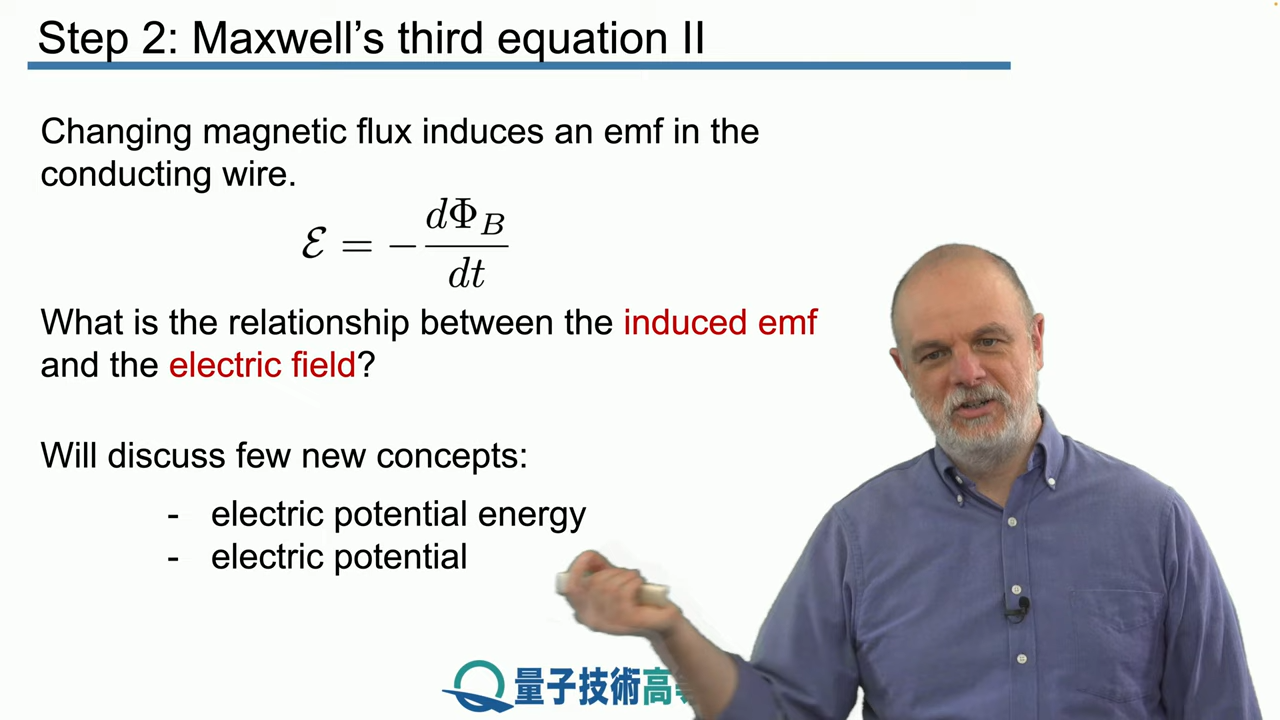 Step 2: Maxwell's third equation II
Changing magnetic flux induces an emf in the
conducting wire.
ℰ = − dΦ_B / dt
What is the relationship between the induced emf
and the electric field?
Will discuss few new concepts:
- electric potential energy
- electric potential
量子技術高